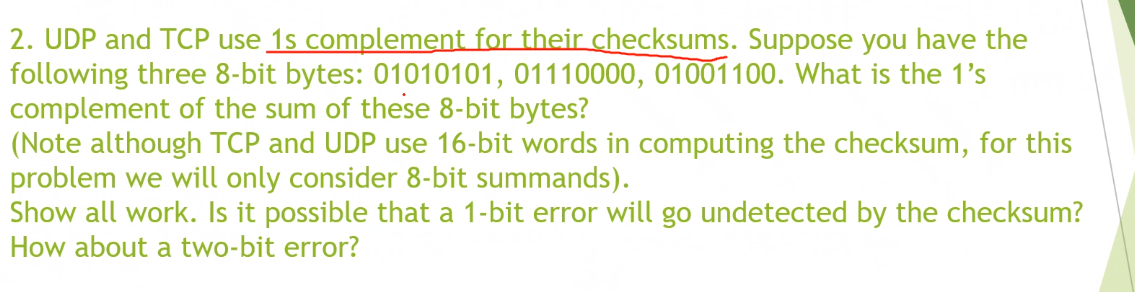 2. UDP and TCP use 1s complement for their checksums. Suppose you have the
following three 8-bit bytes: 01010101, 01110000, 01001100. What is the 1’s
complement of the sum of these 8-bit bytes?
(Note although TCP and UDP use 16-bit words in computing the checksum, for this
problem we will only consider 8-bit summands).
Show all work. Is it possible that a 1-bit error will go undetected by the checksum?
How about a two-bit error?